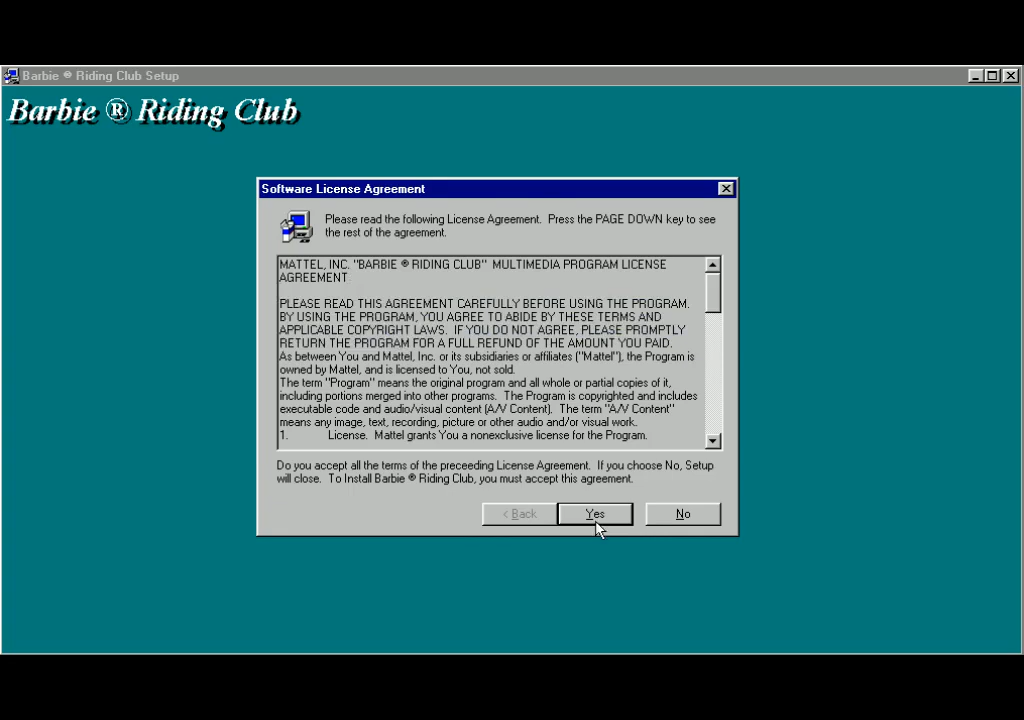 Barbie ® Riding Club Setup
Barbie ® Riding Club
Software License Agreement
Please read the following License Agreement. Press the PAGE DOWN key to see
the rest of the agreement.
MATTEL, INC. "BARBIE ® RIDING CLUB" MULTIMEDIA PROGRAM LICENSE
AGREEMENT
PLEASE READ THIS AGREEMENT CAREFULLY BEFORE USING THE PROGRAM.
BY USING THE PROGRAM, YOU AGREE TO ABIDE BY THESE TERMS AND
APPLICABLE COPYRIGHT LAWS. IF YOU DO NOT AGREE, PLEASE PROMPTLY
RETURN THE PROGRAM FOR A FULL REFUND OF THE AMOUNT YOU PAID.
As between You and Mattel, Inc. or its subsidiaries or affiliates ("Mattel"), the Program is
owned by Mattel, and is licensed to You, not sold.
The term "Program" means the original program and all whole or partial copies of it,
including portions merged into other programs. The Program is copyrighted and includes
executable code and audio/visual content (A/V Content). The term "A/V Content"
means any image, text, recording, picture or other audio and/or visual work.
1. License. Mattel grants You a nonexclusive license for the Program.
Do you accept all the terms of the preceeding License Agreement. If you choose No, Setup
will close. To Install Barbie ® Riding Club, you must accept this agreement.
< Back Yes No